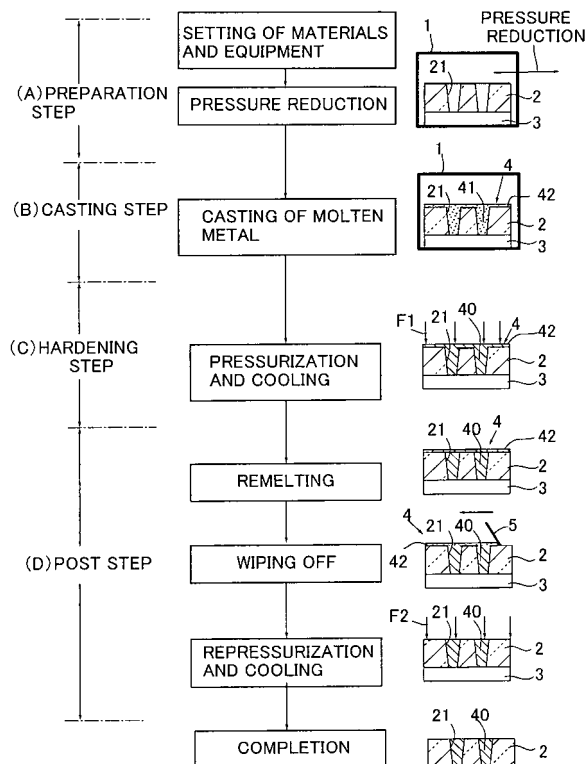 SETTING OF MATERIALS
AND EQUIPMENT
PRESSURE
REDUCTION
1
21
2
3
(A)PREPARATION
STEP
PRESSURE REDUCTION
1
4
21
41
42
2
3
(B)CASTING STEP
CASTING OF MOLTEN
METAL
F1
21
40
4
42
2
3
(C)HARDENING
STEP
PRESSURIZATION
AND COOLING
21
40
4
42
2
3
REMELTING
4
21
40
5
42
2
3
(D)POST STEP
WIPING OFF
F2
21
40
2
3
REPRESSURIZATION
AND COOLING
21
40
2
COMPLETION